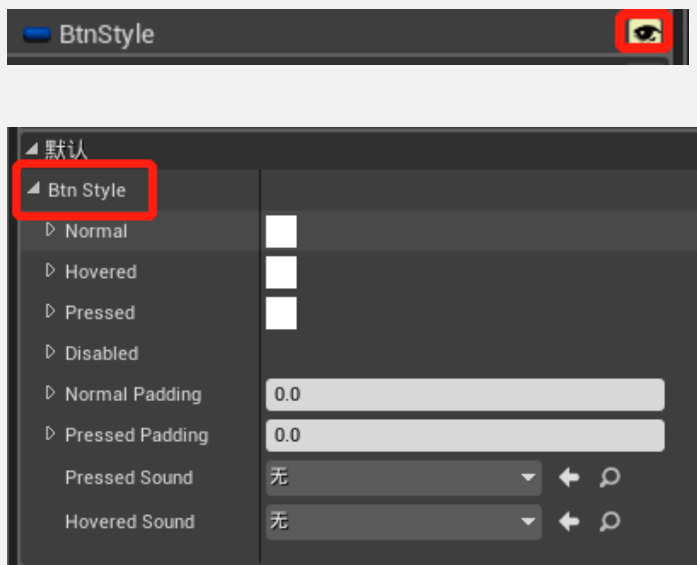 BtnStyle
默认
Btn Style
Normal
Hovered
Pressed
Disabled
Normal Padding 0.0
Pressed Padding 0.0
Pressed Sound 无
Hovered Sound 无